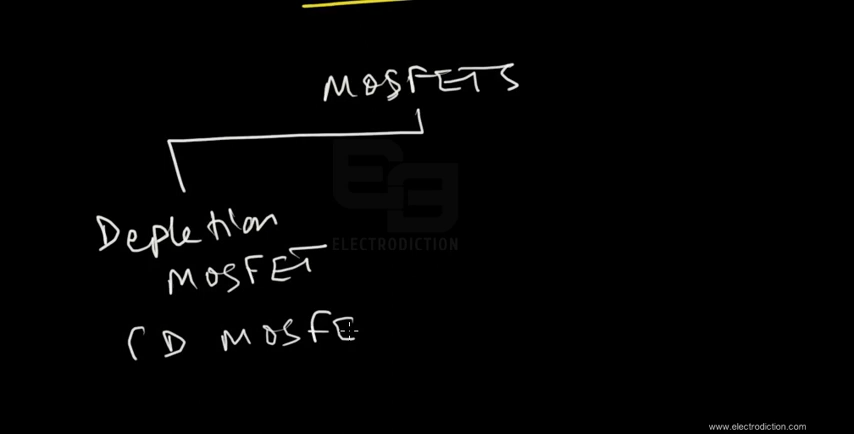 MOSFETS
Depletion
MOSFET
( D MOSFE
ELECTRODICTION
www.electrodiction.com